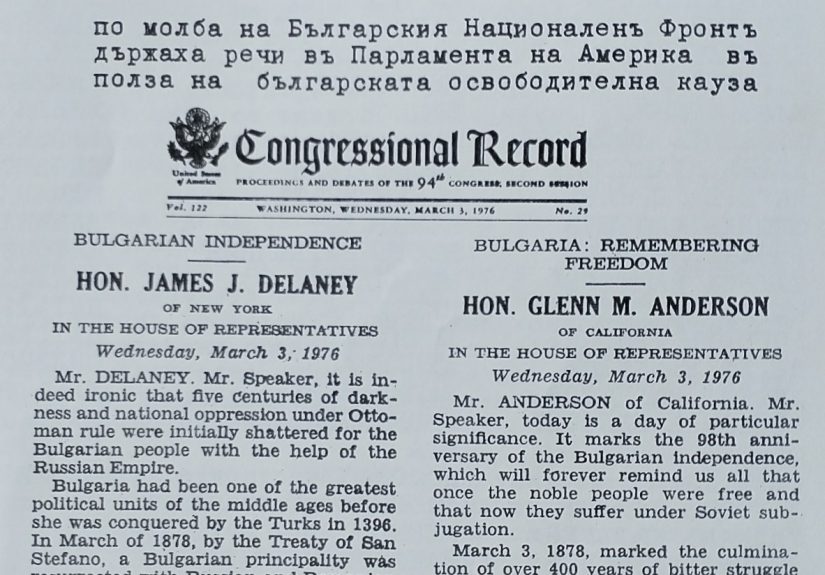 по молба на Българския Националенъ Фронтъ
държаха речи въ Парламента на Америка въ
полза на българската освободителна кауза
Congressional Record
United States
of America
PROCEEDINGS AND DEBATES OF THE 94th CONGRESS, SECOND SESSION
Vol. 122 WASHINGTON, WEDNESDAY, MARCH 3, 1976 No. 29
BULGARIAN INDEPENDENCE
HON. JAMES J. DELANEY
OF NEW YORK
IN THE HOUSE OF REPRESENTATIVES
Wednesday, March 3, 1976
Mr. DELANEY. Mr. Speaker, it is in-
deed ironic that five centuries of dark-
ness and national oppression under Otto-
man rule were initially shattered for the
Bulgarian people with the help of the
Russian Empire.
Bulgaria had been one of the greatest
political units of the middle ages before
she was conquered by the Turks in 1396.
In March of 1878, by the Treaty of San
Stefano, a Bulgarian principality was
BULGARIA: REMEMBERING
FREEDOM
HON. GLENN M. ANDERSON
OF CALIFORNIA
IN THE HOUSE OF REPRESENTATIVES
Wednesday, March 3, 1976
Mr. ANDERSON of California. Mr.
Speaker, today is a day of particular
significance. It marks the 98th anni-
versary of the Bulgarian independence,
which will forever remind us all that
once the noble people were free and
that now they suffer under Soviet sub-
jugation.
March 3, 1878, marked the culmina-
tion of over 400 years of bitter struggle